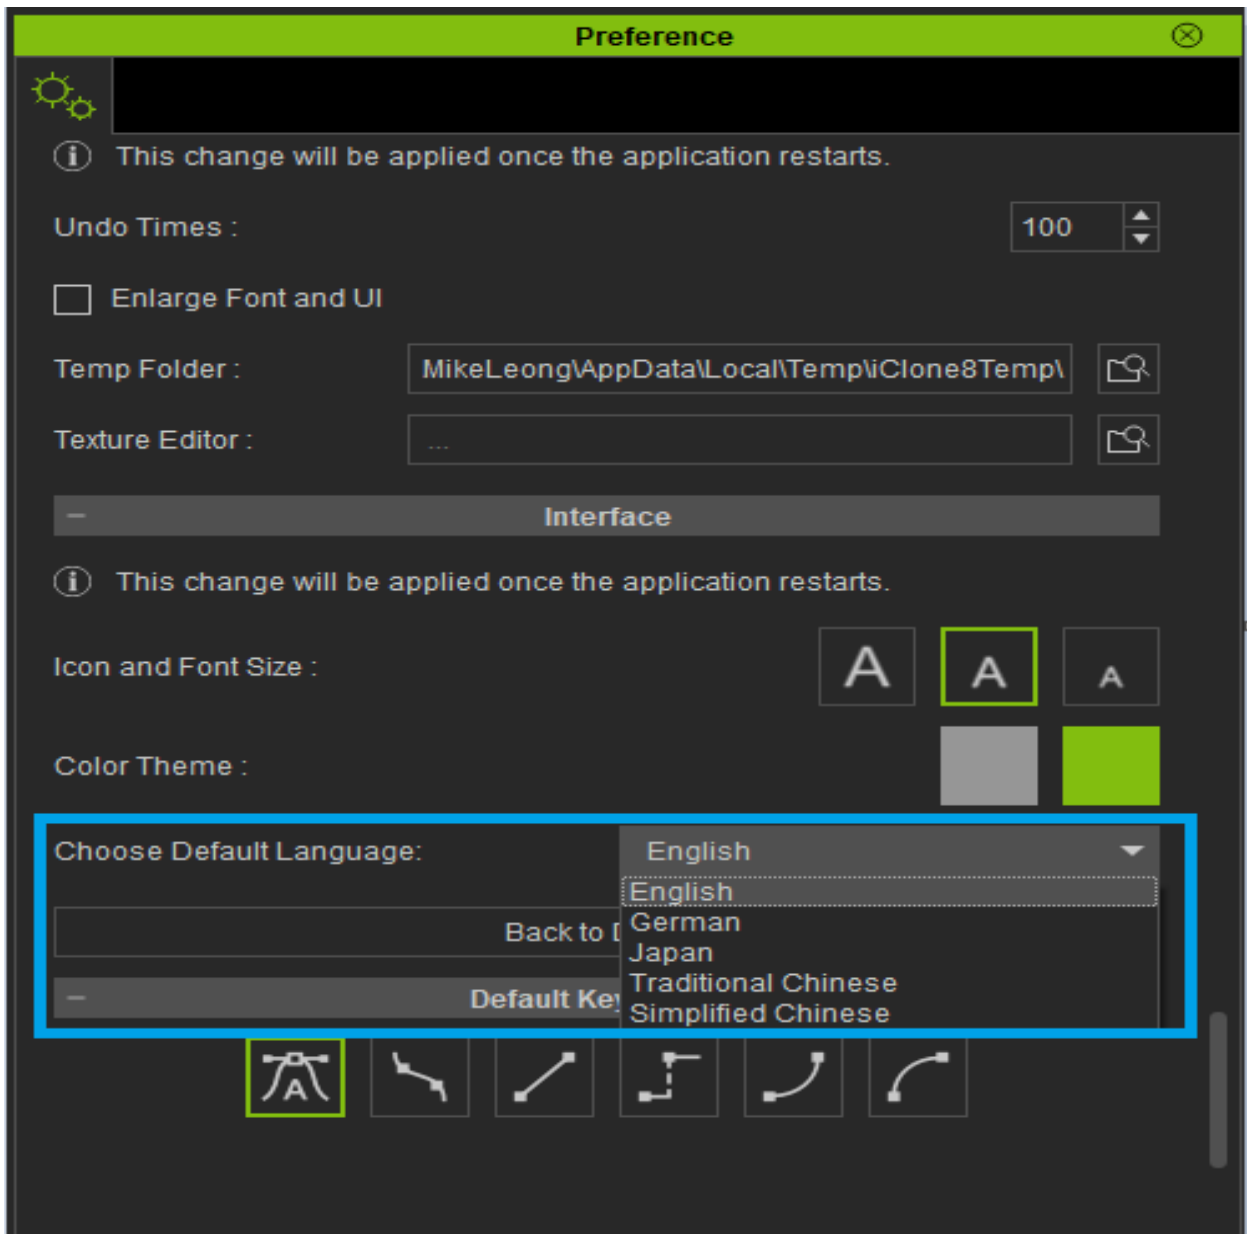 Preference
This change will be applied once the application restarts.
Undo Times : 100
Enlarge Font and UI
Temp Folder : MikeLeong\AppData\Local\Temp\iClone8Temp\
Texture Editor : ...
Interface
This change will be applied once the application restarts.
Icon and Font Size : A A A
Color Theme :
Choose Default Language: English
English
German
Japan
Traditional Chinese
Simplified Chinese
Back to
Default Key
A